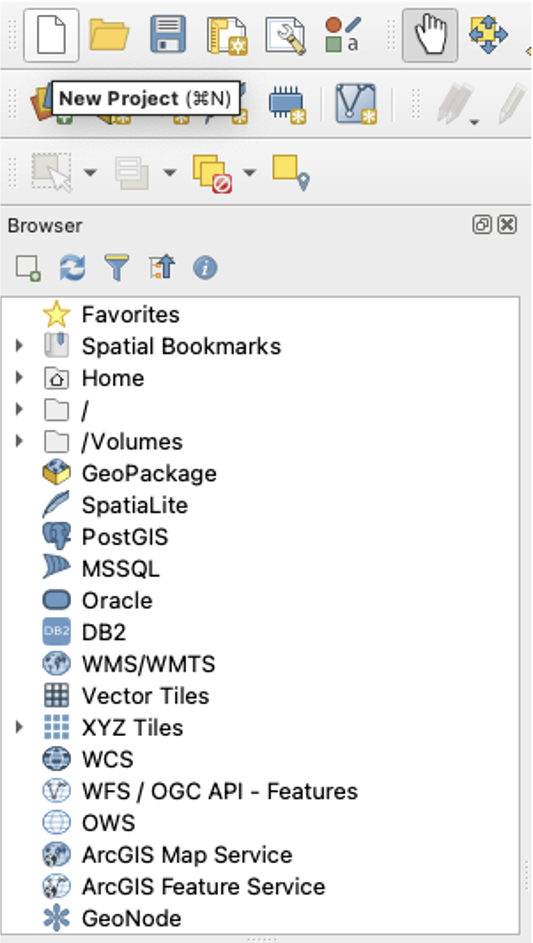 a
New Project (⌘N)
Browser
Favorites
Spatial Bookmarks
Home
/
/Volumes
GeoPackage
SpatiaLite
PostGIS
MSSQL
Oracle
DB2 DB2
WMS/WMTS
Vector Tiles
XYZ Tiles
WCS
WFS / OGC API - Features
OWS
ArcGIS Map Service
ArcGIS Feature Service
GeoNode